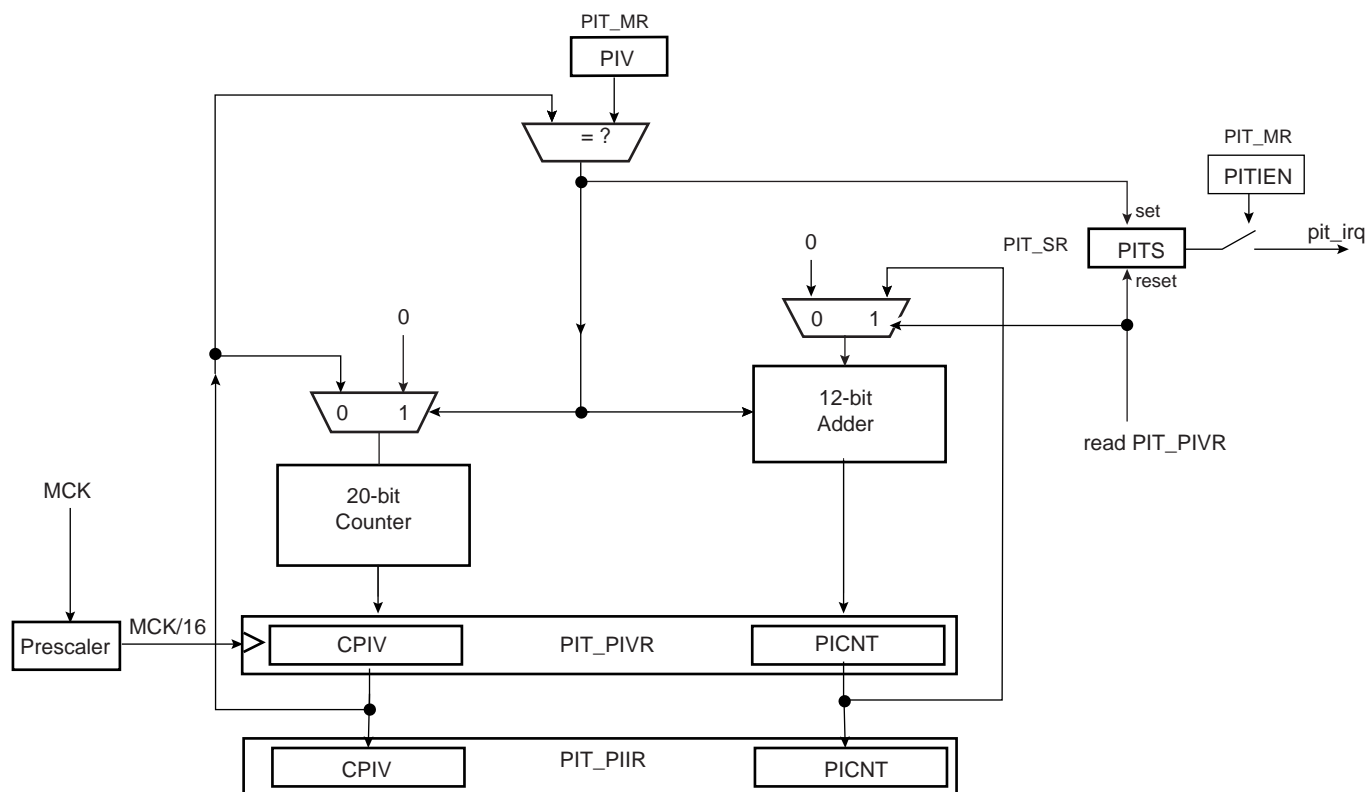 PIT_MR
PIV
= ?
PIT_MR
PITIEN
set
0
PIT_SR
PITS
pit_irq
reset
0
0 1
0 1
12-bit
Adder
read PIT_PIVR
MCK
20-bit
Counter
MCK/16
Prescaler
CPIV
PIT_PIVR
PICNT
CPIV
PIT_PIIR
PICNT